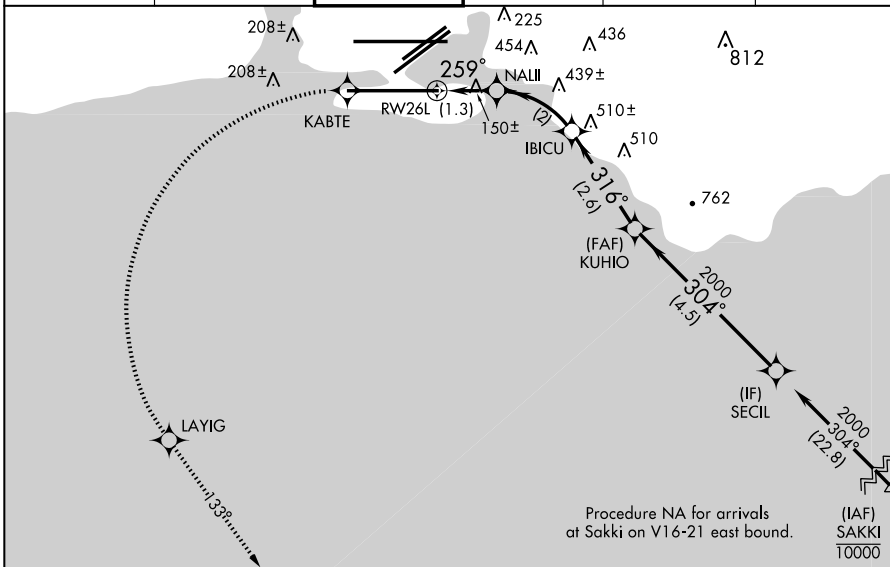 225
208±
454
436
812
259°
NALII
208±
439±
KABTE
RW26L
(1.3)
150±
(2)
510±
IBICU
510
316°
(2.6)
762
(FAF)
KUHIO
2000
304°
(4.5)
(IF)
SECIL
LAYIG
2000
304°
(22.8)
133°
Procedure NA for arrivals
at Sakki on V16-21 east bound.
(IAF)
SAKKI
10000